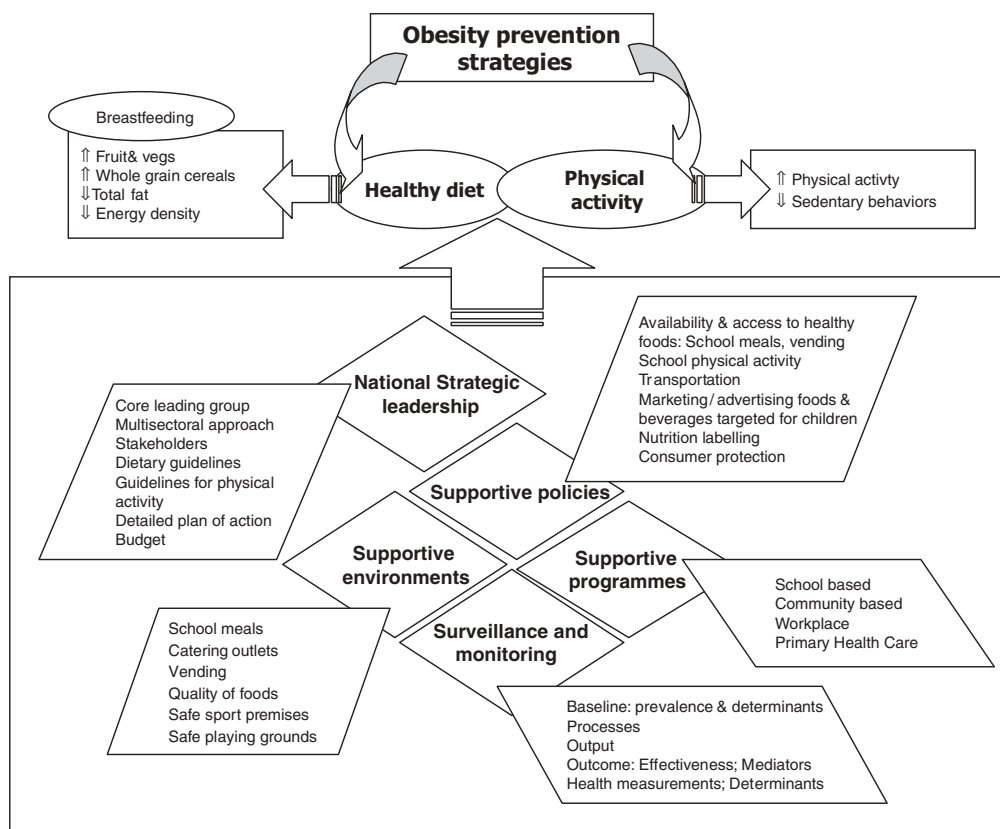 Obesity prevention
strategies
Breastfeeding
⇑ Fruit& vegs
⇑ Whole grain cereals
⇓Total fat
⇓ Energy density
Healthy diet
Physical
activity
⇑ Physical activty
⇓ Sedentary behaviors
National Strategic
leadership
Availability & access to healthy
foods: School meals, vending
School physical activity
Transportation
Marketing/advertising foods &
beverages targeted for children
Nutrition labelling
Consumer protection
Core leading group
Multisectoral approach
Stakeholders
Dietary guidelines
Guidelines for physical
activity
Detailed plan of action
Budget
Supportive policies
Supportive
environments
Supportive
programmes
School based
Community based
Workplace
Primary Health Care
Surveillance and
monitoring
School meals
Catering outlets
Vending
Quality of foods
Safe sport premises
Safe playing grounds
Baseline: prevalence & determinants
Processes
Output
Outcome: Effectiveness; Mediators
Health measurements; Determinants